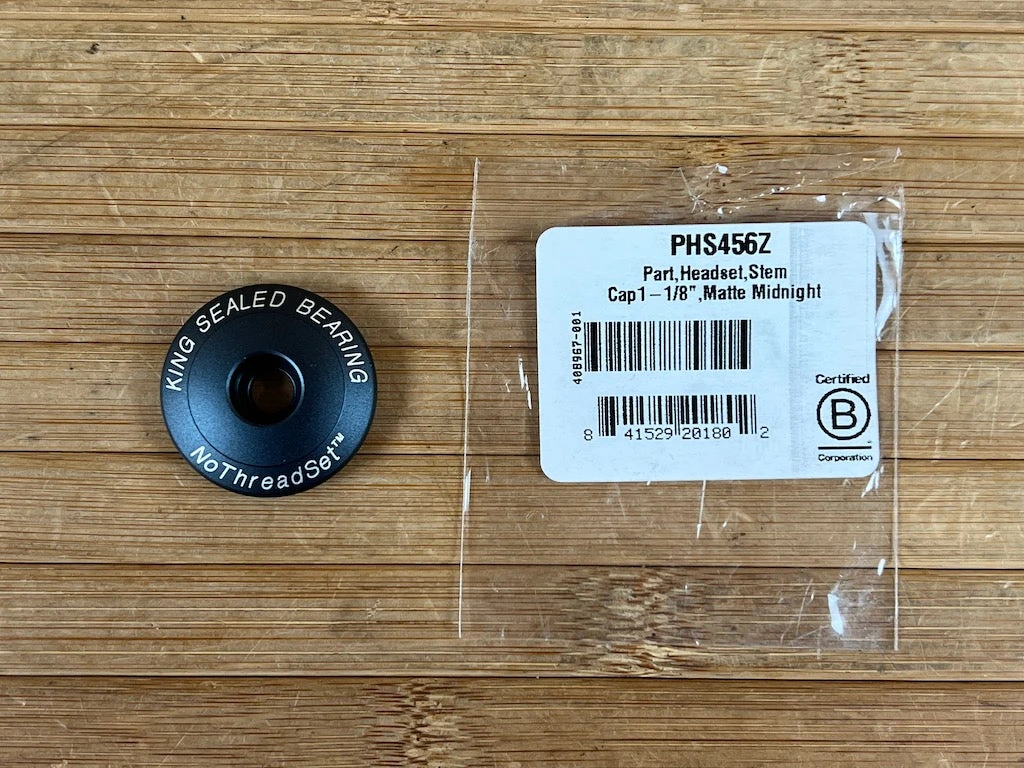 KING SEALED BEARING
NoThreadSet™
PHS456Z
Part,Headset,Stem
Cap1-1/8",Matte Midnight
408967-001
8 41529 20180 2
Certified
B
Corporation